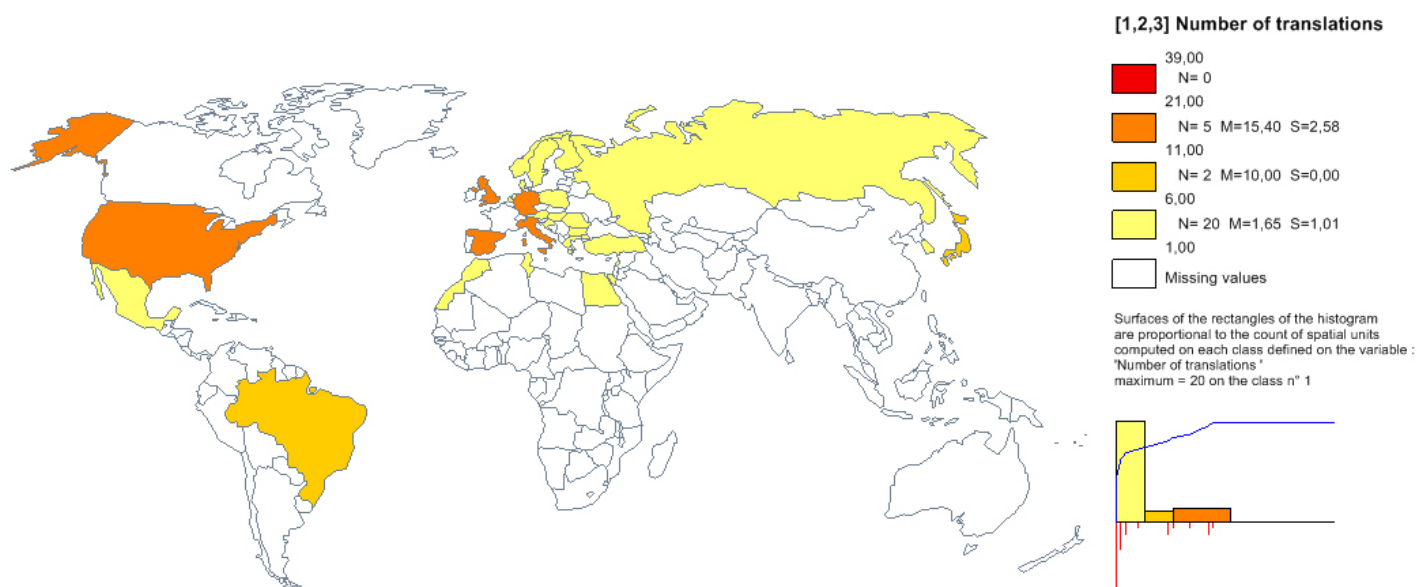 [1,2,3] Number of translations
39,00
N= 0
21,00
N= 5 M=15,40 S=2,58
11,00
N= 2 M=10,00 S=0,00
6,00
N= 20 M=1,65 S=1,01
1,00
Missing values
Surfaces of the rectangles of the histogram
are proportional to the count of spatial units
computed on each class defined on the variable :
'Number of translations '
maximum = 20 on the class n° 1